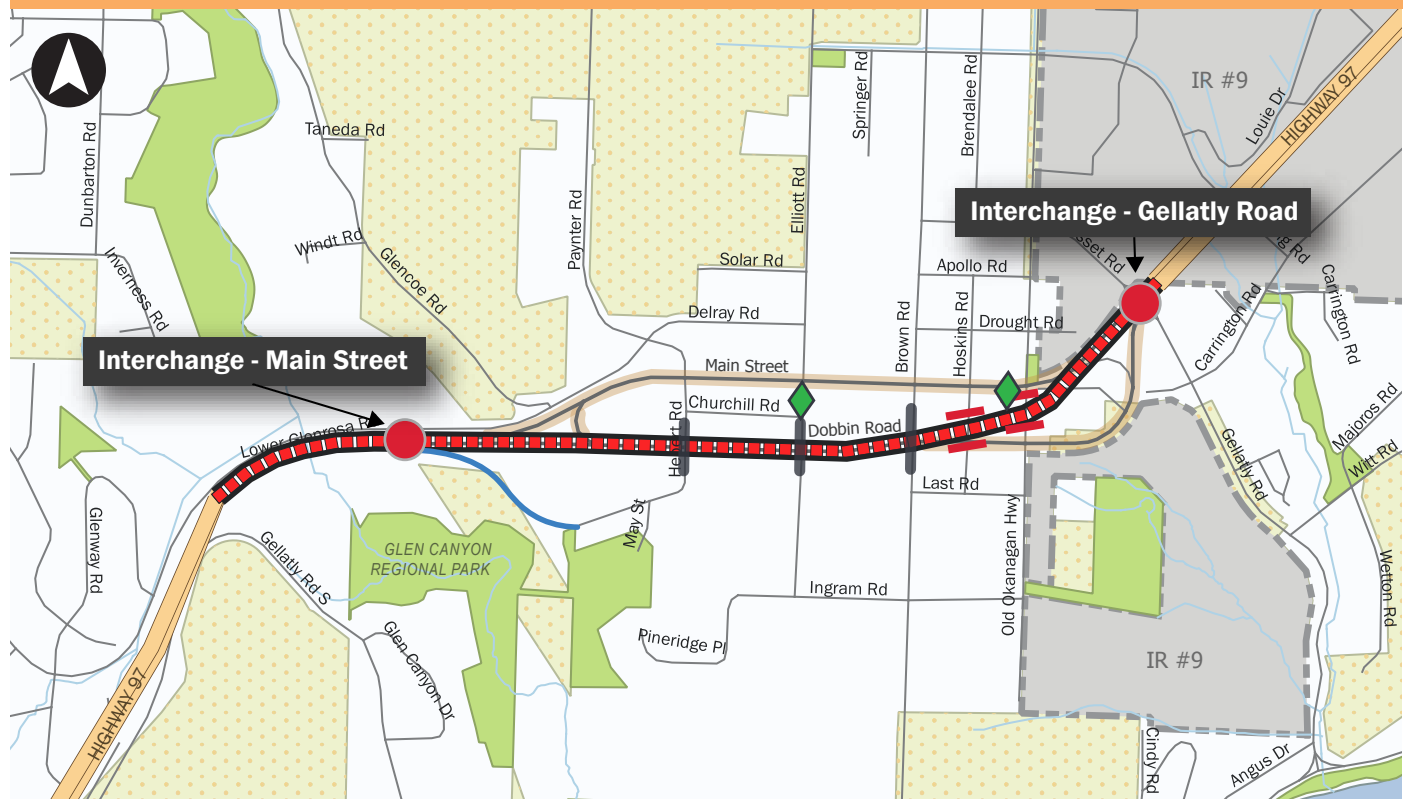 IR #9
Louie Dr
HIGHWAY 97
Springer Rd
Brendalee Rd
Dunbarton Rd
Taneda Rd
Elliott Rd
Paynter Rd
Interchange - Gellatly Road
Windt Rd
Glencoe Rd
Inverness Rd
Solar Rd
Apollo Rd
Rd
Rd
Carrington Rd
Carrington Rd
Hoskins Rd
Brown Rd
Delray Rd
Drought Rd
Interchange - Main Street
Main Street
Churchill Rd
Dobbin Road
Rd
Lower Glenrosa
Majoros Rd
Witt Rd
Gellatly Rd
Last Rd
May St
Old Okanagan Hwy
Glenway Rd
Gellatly Rd S
GLEN CANYON
REGIONAL PARK
Ingram Rd
Wetton Rd
Pineridge Pl
Glen Canyon Dr
IR #9
HIGHWAY 97
Cindy Rd
Angus Dr